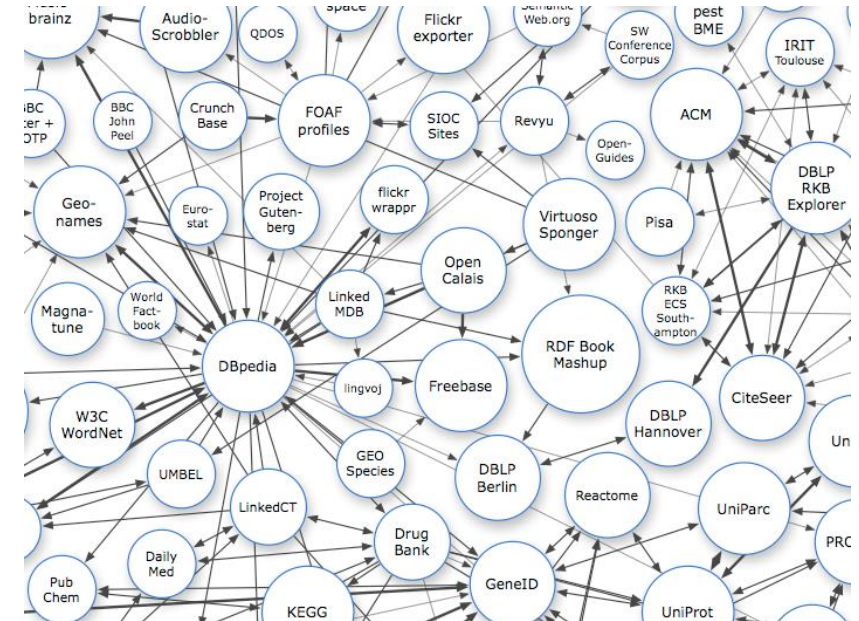 brainz
Audio-
Scrobbler
QDOS
space
Flickr
exporter
Semantic
Web.org
SW
Conference
Corpus
pest
BME
IRIT
Toulouse
BBC
John
Peel
Crunch
Base
FOAF
profiles
SIOC
Sites
Revyu
Open-
Guides
ACM
DBLP
RKB
Explorer
Geo-
names
Euro-
stat
Project
Guten-
berg
flickr
wrappr
Virtuoso
Sponger
Pisa
Open
Calais
Magna-
tune
World
Fact-
book
Linked
MDB
RKB
ECS
South-
ampton
DBpedia
lingvoj
Freebase
RDF Book
Mashup
CiteSeer
W3C
WordNet
DBLP
Hannover
Un
UMBEL
GEO
Species
DBLP
Berlin
Reactome
LinkedCT
UniParc
Drug
Bank
Daily
Med
PRO
Pub
Chem
KEGG
GeneID
UniProt